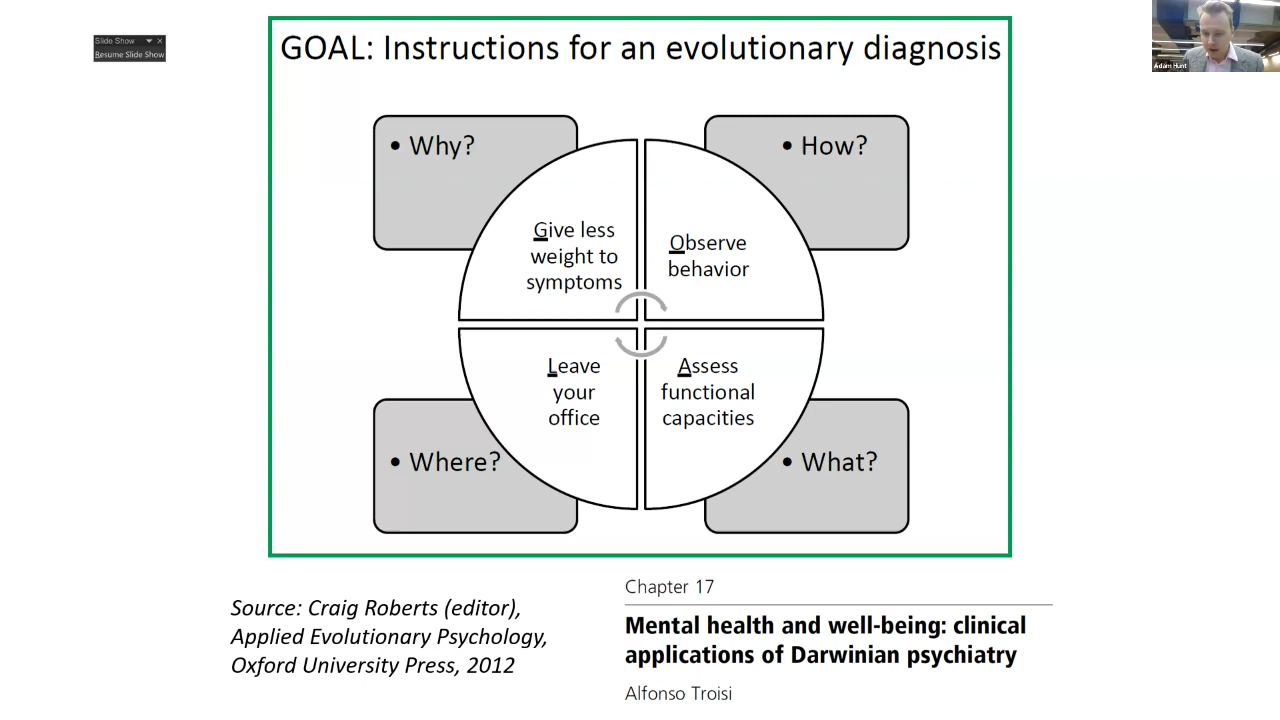 Slide Show
Resume Slide Show
Adam Hunt
GOAL: Instructions for an evolutionary diagnosis
• Why?
• How?
Give less
weight to
symptoms
Observe
behavior
Leave
your
office
Assess
functional
capacities
• Where?
• What?
Source: Craig Roberts (editor),
Applied Evolutionary Psychology,
Oxford University Press, 2012
Chapter 17
Mental health and well-being: clinical
applications of Darwinian psychiatry
Alfonso Troisi